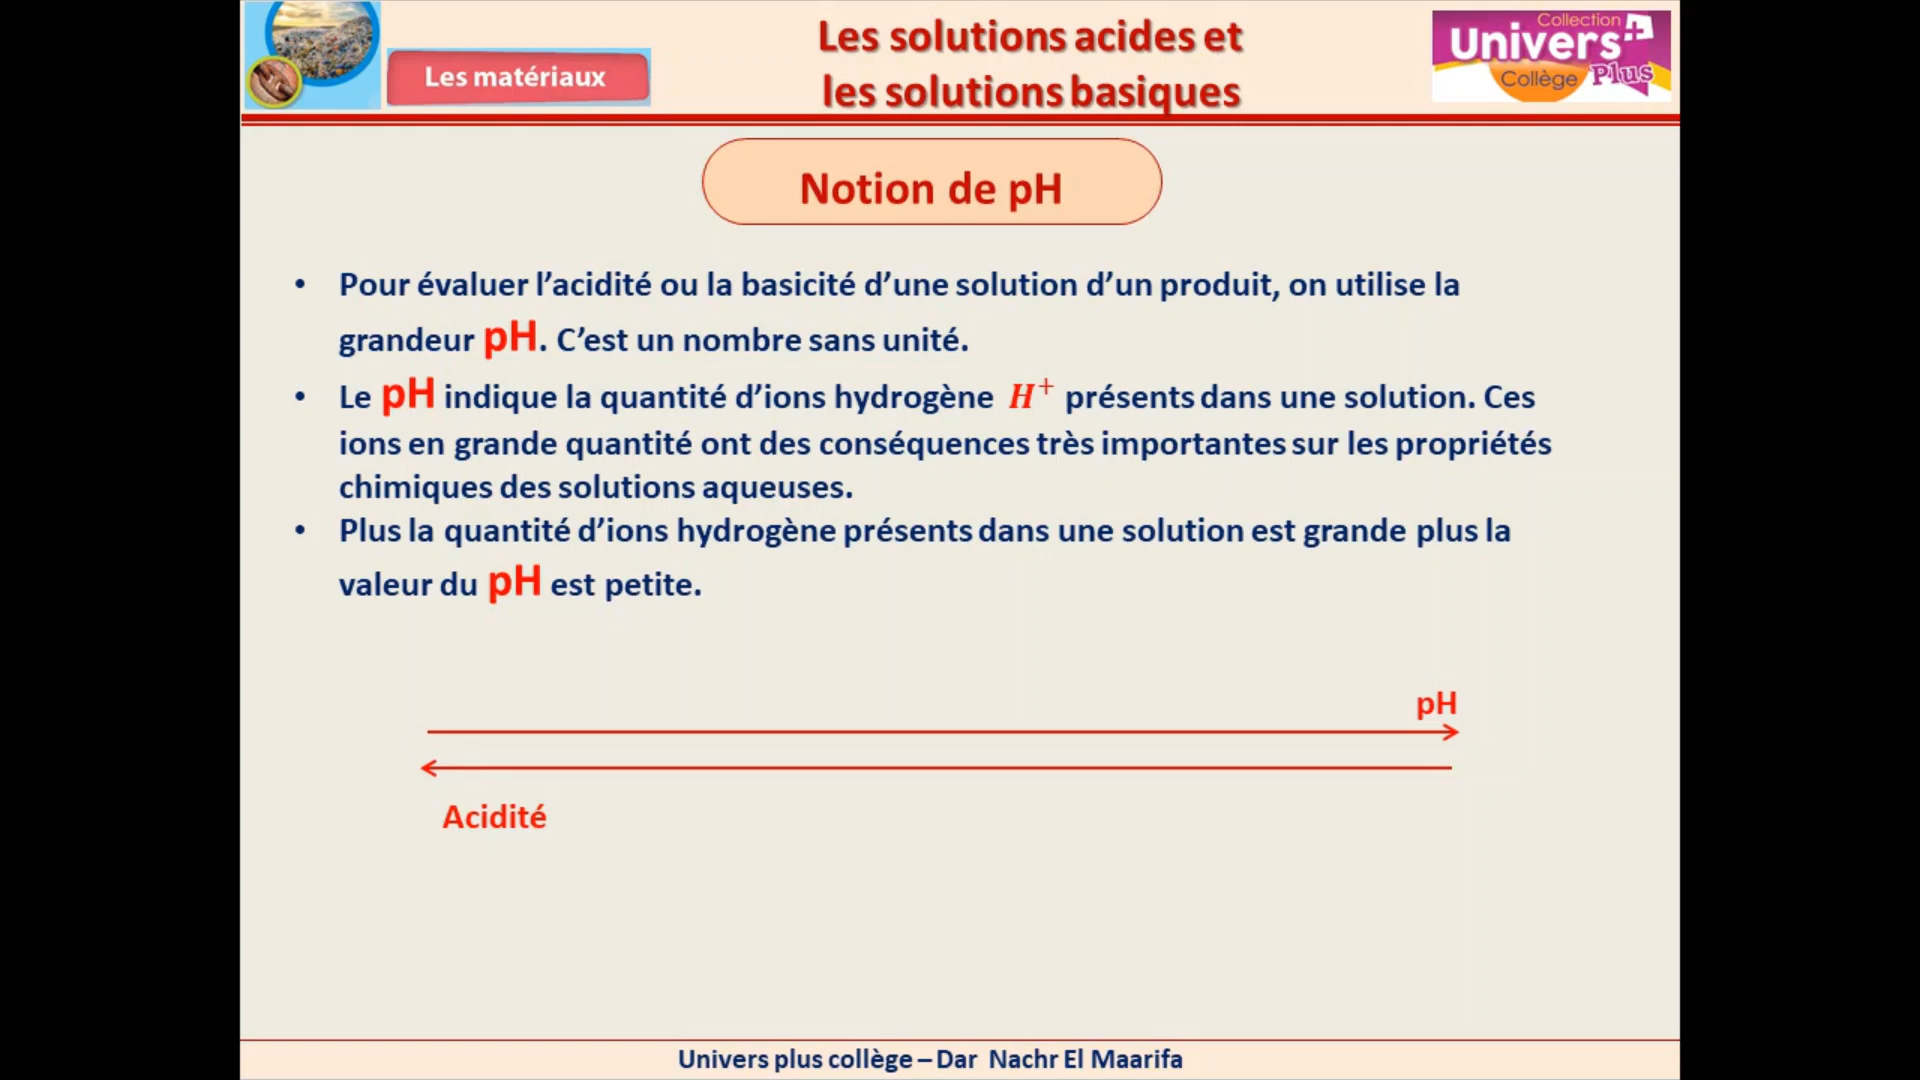 Les matériaux
Les solutions acides et
les solutions basiques
Collection
Univers
Collège Plus
Notion de pH
• Pour évaluer l’acidité ou la basicité d’une solution d’un produit, on utilise la
grandeur pH. C’est un nombre sans unité.
• Le pH indique la quantité d’ions hydrogène H⁺ présents dans une solution. Ces
ions en grande quantité ont des conséquences très importantes sur les propriétés
chimiques des solutions aqueuses.
• Plus la quantité d’ions hydrogène présents dans une solution est grande plus la
valeur du pH est petite.
pH
Acidité
Univers plus collège – Dar Nachr El Maarifa